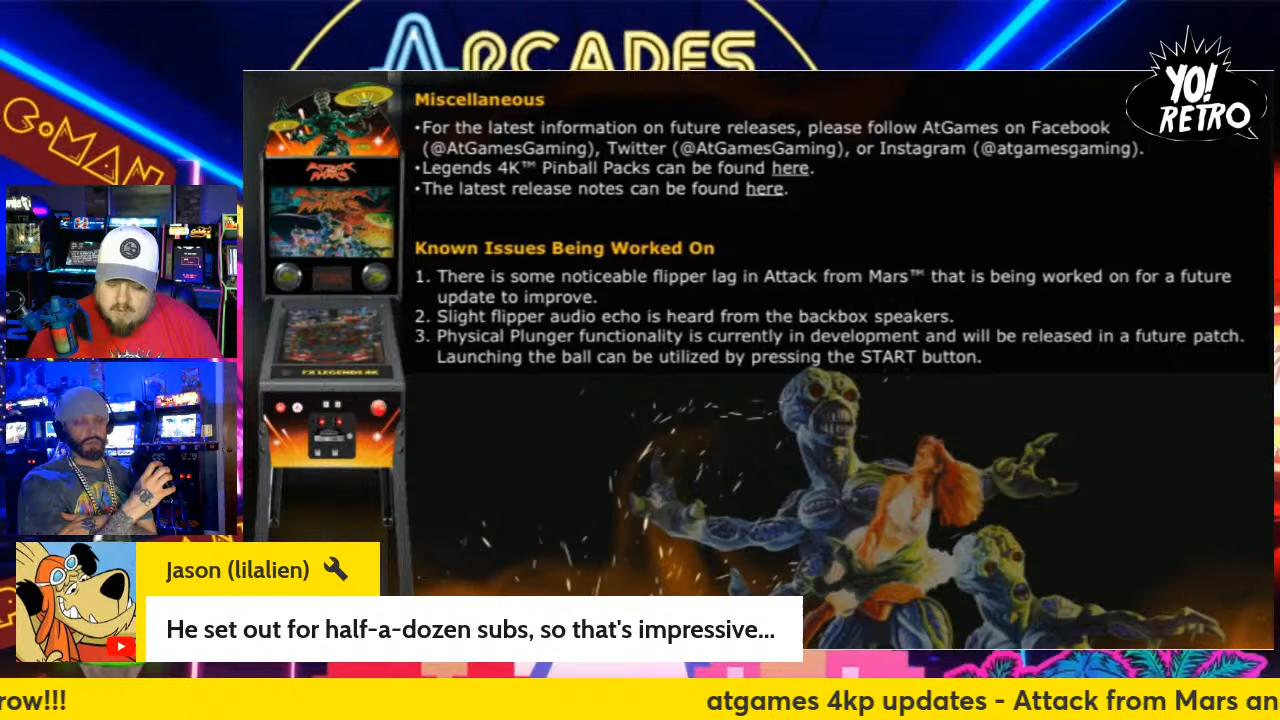 ARCADES
YO!
RETRO
Miscellaneous
•For the latest information on future releases, please follow AtGames on Facebook
(@AtGamesGaming), Twitter (@AtGamesGaming), or Instagram (@atgamesgaming).
•Legends 4K™ Pinball Packs can be found here.
•The latest release notes can be found here.
Known Issues Being Worked On
1. There is some noticeable flipper lag in Attack from Mars™ that is being worked on for a future
update to improve.
2. Slight flipper audio echo is heard from the backbox speakers.
3. Physical Plunger functionality is currently in development and will be released in a future patch.
Launching the ball can be utilized by pressing the START button.
FX LEGENDS 4K
Jason (lilalien)
He set out for half-a-dozen subs, so that's impressive...
row!!!
atgames 4kp updates - Attack from Mars an